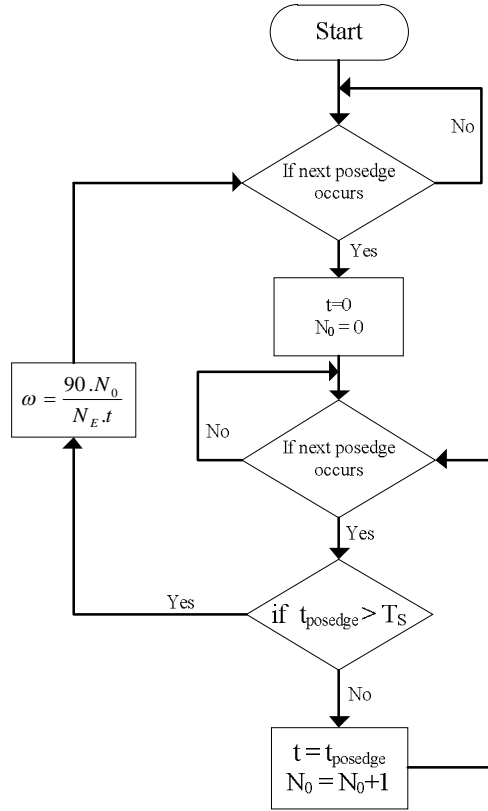 Start
If next posedge
occurs
No
Yes
t=0
N₀ = 0
ω = 90 .N₀ / N_E .t
If next posedge
occurs
No
Yes
if t_posedge > T_S
Yes
No
t = t_posedge
N₀ = N₀+1